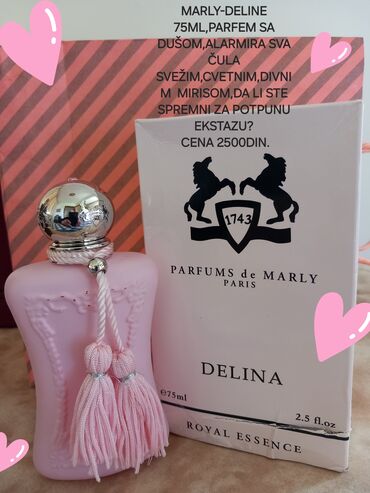 MARLY-DELINE
75ML,PARFEM SA
DUŠOM,ALARMIRA SVA
ČULA
SVEŽIM,CVETNIM,DIVNI
M MIRISOM,DA LI STE
SPREMNI ZA POTPUNU
EKSTAZU?
CENA 2500DIN.
1743
PARFUMS de MARLY
PARIS
DELINA
℮75ml
2.5 fl.oz
ROYAL ESSENCE